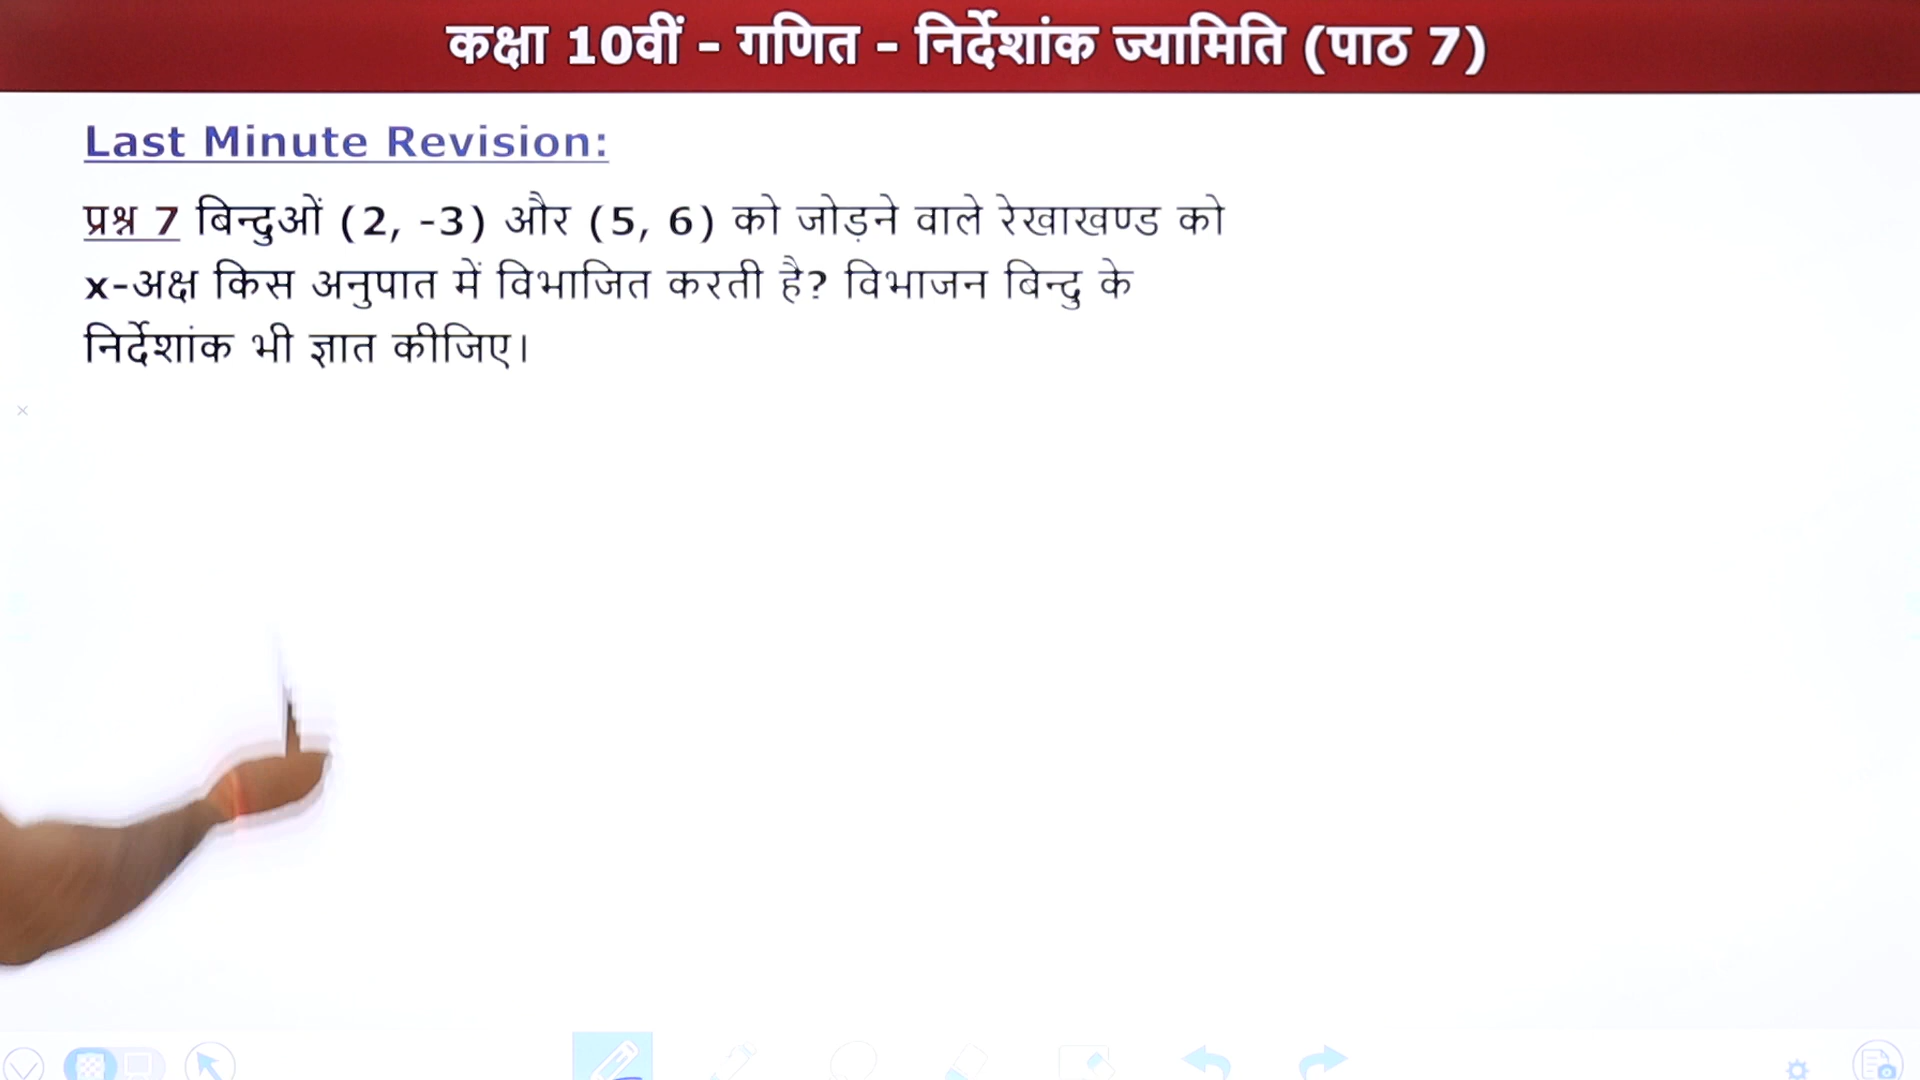 कक्षा 10वीं - गणित - निर्देशांक ज्यामिति (पाठ 7)
Last Minute Revision:
प्रश्न 7 बिन्दुओं (2, -3) और (5, 6) को जोड़ने वाले रेखाखण्ड को
x-अक्ष किस अनुपात में विभाजित करती है? विभाजन बिन्दु के
निर्देशांक भी ज्ञात कीजिए।